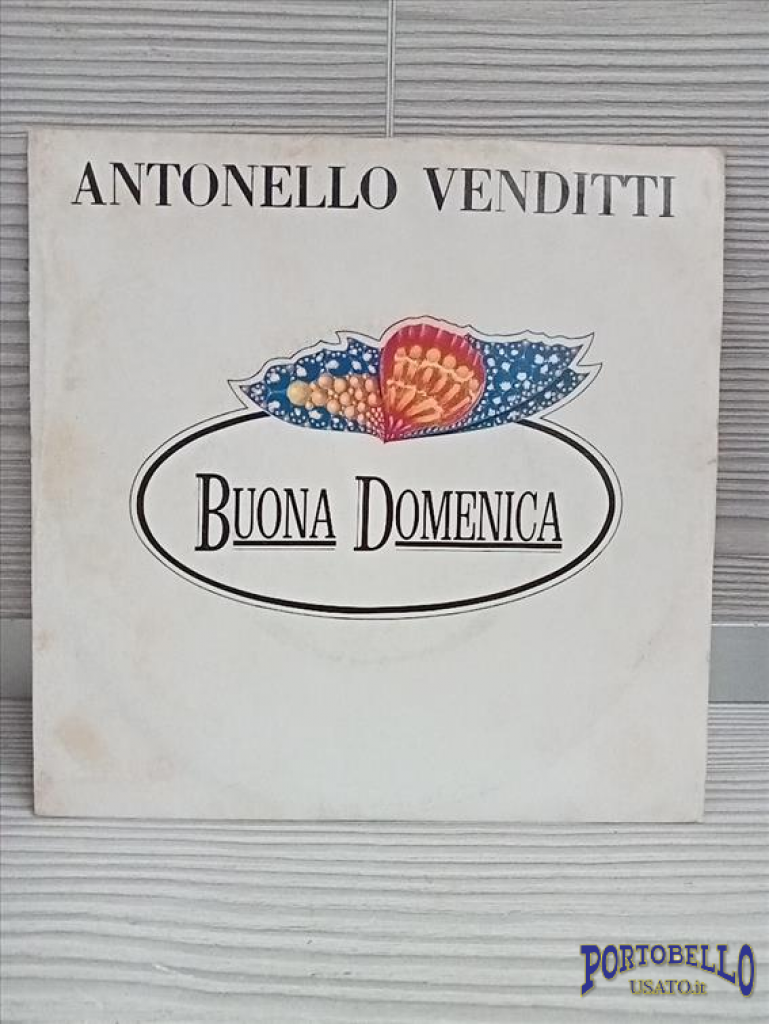 ANTONELLO VENDITTI
BUONA DOMENICA
PORTOBELLO
USATO.it